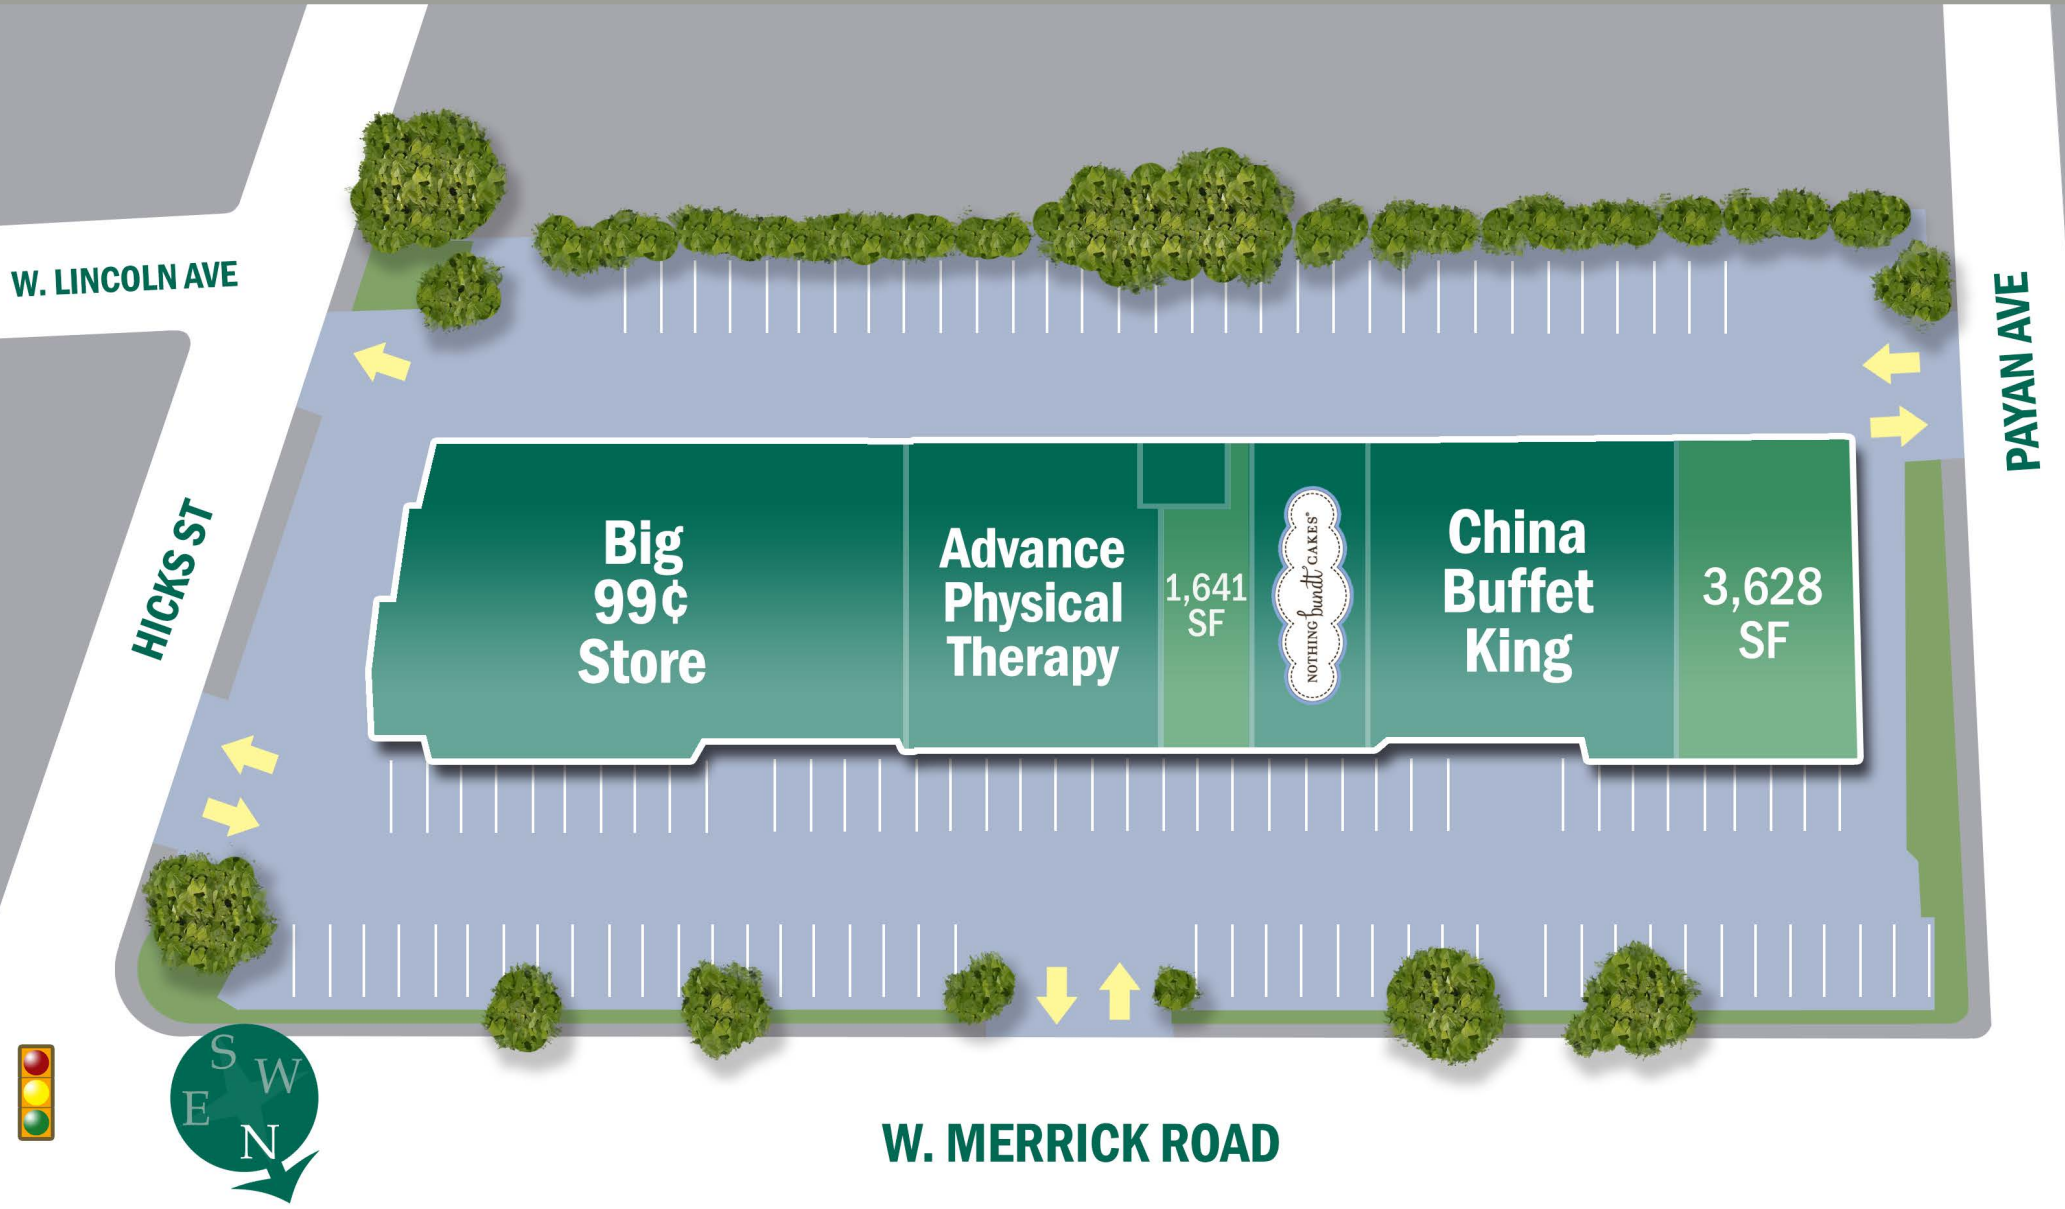 W. LINCOLN AVE
HICKS ST
PAYAN AVE
Big
99¢
Store
Advance
Physical
Therapy
1,641
SF
NOTHING bundt CAKES®
China
Buffet
King
3,628
SF
S
W
E
N
W. MERRICK ROAD